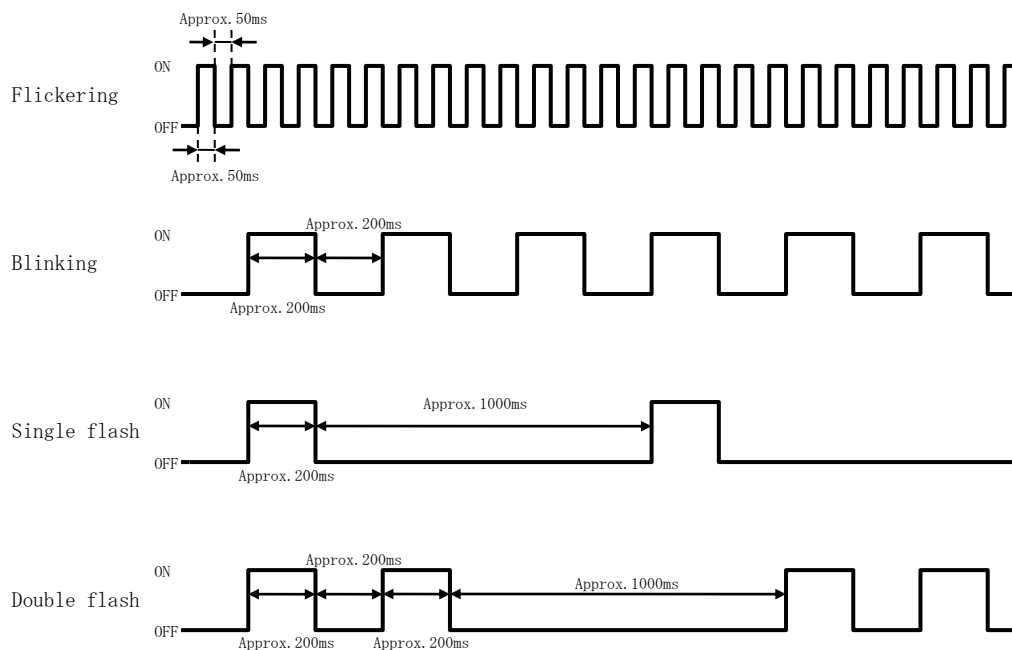 Approx.50ms
ON
Flickering
OFF
Approx.50ms
Approx.200ms
ON
Blinking
OFF
Approx.200ms
ON
Approx.1000ms
Single flash
OFF
Approx.200ms
Approx.200ms
ON
Approx.1000ms
Double flash
OFF
Approx.200ms Approx.200ms